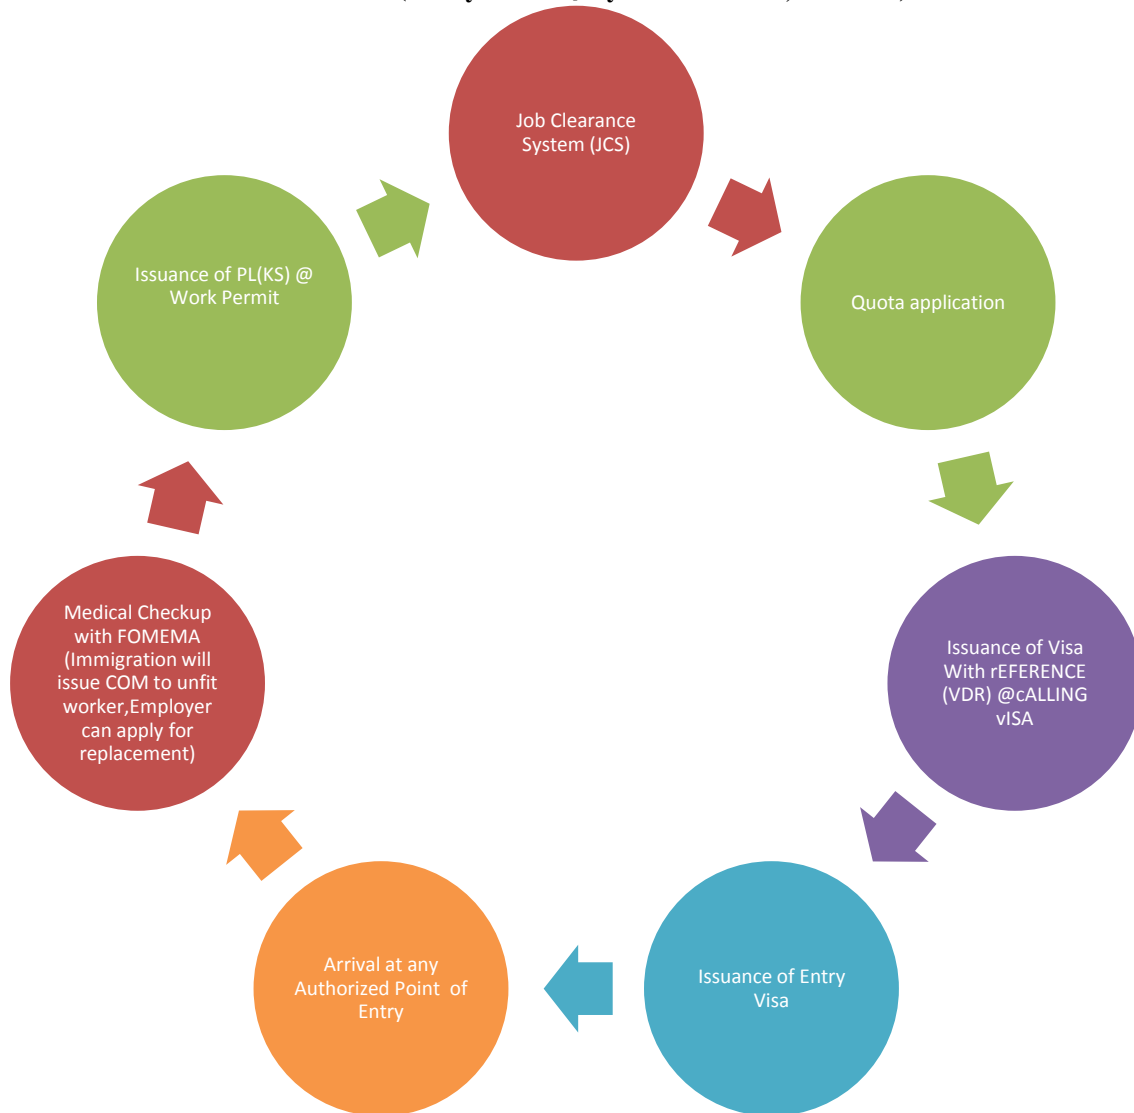 Job Clearance
System (JCS)
Quota application
Issuance of Visa
With rEFERENCE
(VDR) @cALLING
vISA
Issuance of Entry
Visa
Arrival at any
Authorized Point of
Entry
Medical Checkup
with FOMEMA
(Immigration will
issue COM to unfit
worker,Employer
can apply for
replacement)
Issuance of PL(KS) @
Work Permit